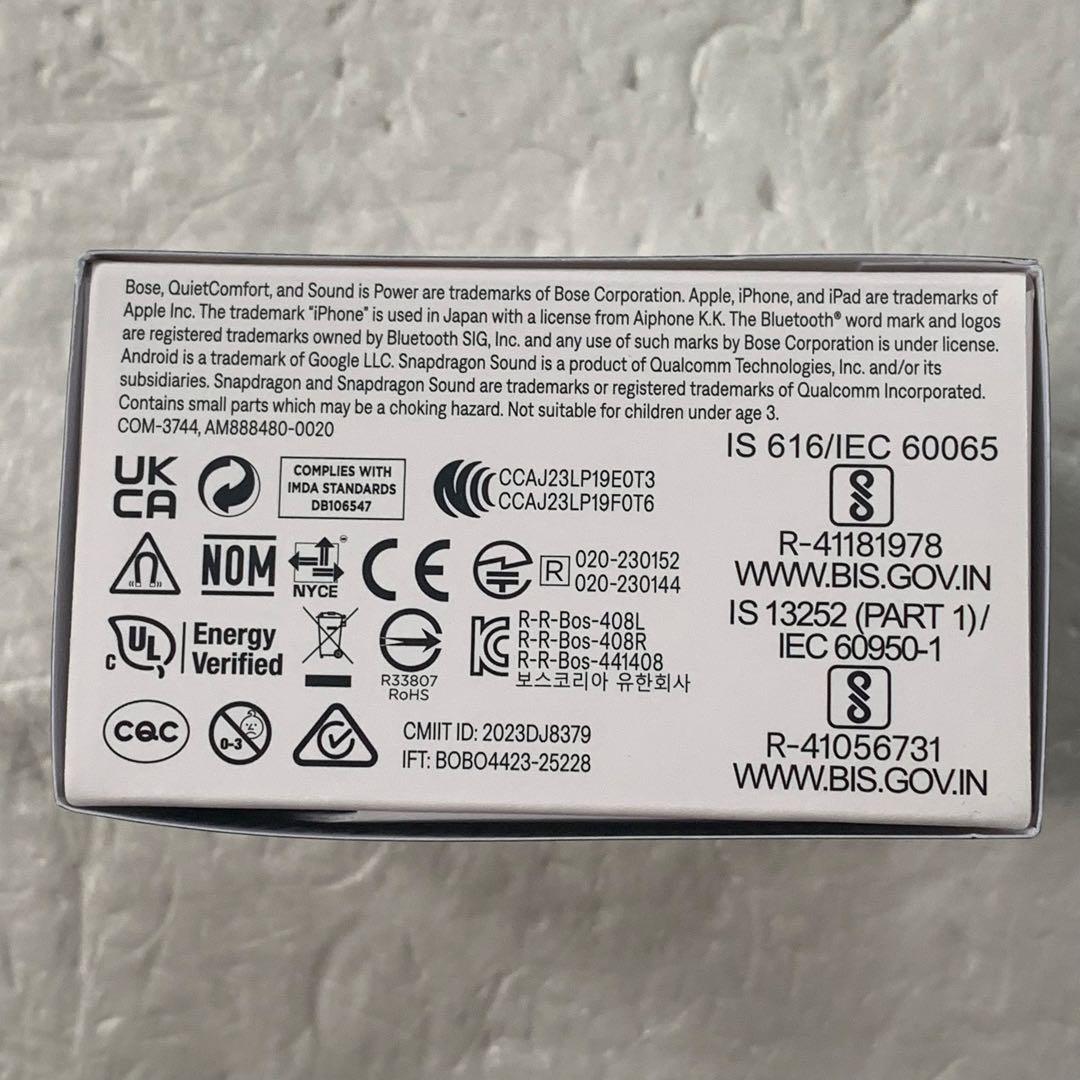 Bose, QuietComfort, and Sound is Power are trademarks of Bose Corporation. Apple, iPhone, and iPad are trademarks of
Apple Inc. The trademark "iPhone" is used in Japan with a license from Aiphone K.K. The Bluetooth® word mark and logos
are registered trademarks owned by Bluetooth SIG, Inc. and any use of such marks by Bose Corporation is under license.
Android is a trademark of Google LLC. Snapdragon Sound is a product of Qualcomm Technologies, Inc. and/or its
subsidiaries. Snapdragon and Snapdragon Sound are trademarks or registered trademarks of Qualcomm Incorporated.
Contains small parts which may be a choking hazard. Not suitable for children under age 3.
COM-3744, AM888480-0020
UK
CA
COMPLIES WITH
IMDA STANDARDS
DB106547
CCAJ23LP19E0T3
CCAJ23LP19F0T6
NOM
NYCE
CE
R
020-230152
020-230144
C UL
Energy
Verified
R33807
RoHS
R-R-Bos-408L
R-R-Bos-408R
R-R-Bos-441408
보스코리아 유한회사
CQC
0-3
CMIIT ID: 2023DJ8379
IFT: BOBO4423-25228
IS 616/IEC 60065
R-41181978
WWW.BIS.GOV.IN
IS 13252 (PART 1)/
IEC 60950-1
R-41056731
WWW.BIS.GOV.IN